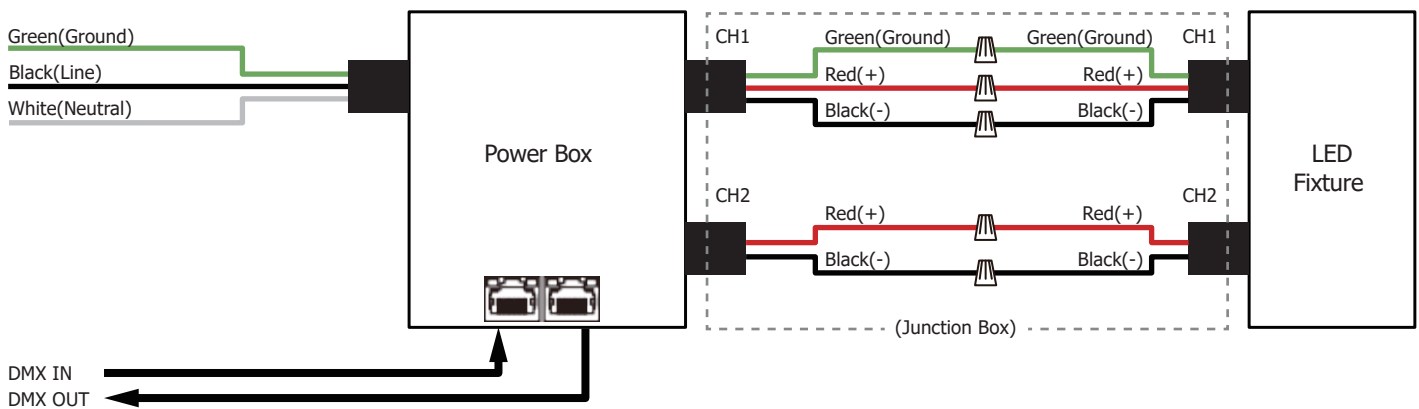 Green(Ground)
Black(Line)
White(Neutral)
Power Box
CH1
Green(Ground)
Green(Ground)
CH1
Red(+)
Red(+)
Black(-)
Black(-)
CH2
CH2
Red(+)
Red(+)
Black(-)
Black(-)
(Junction Box)
LED
Fixture
DMX IN
DMX OUT